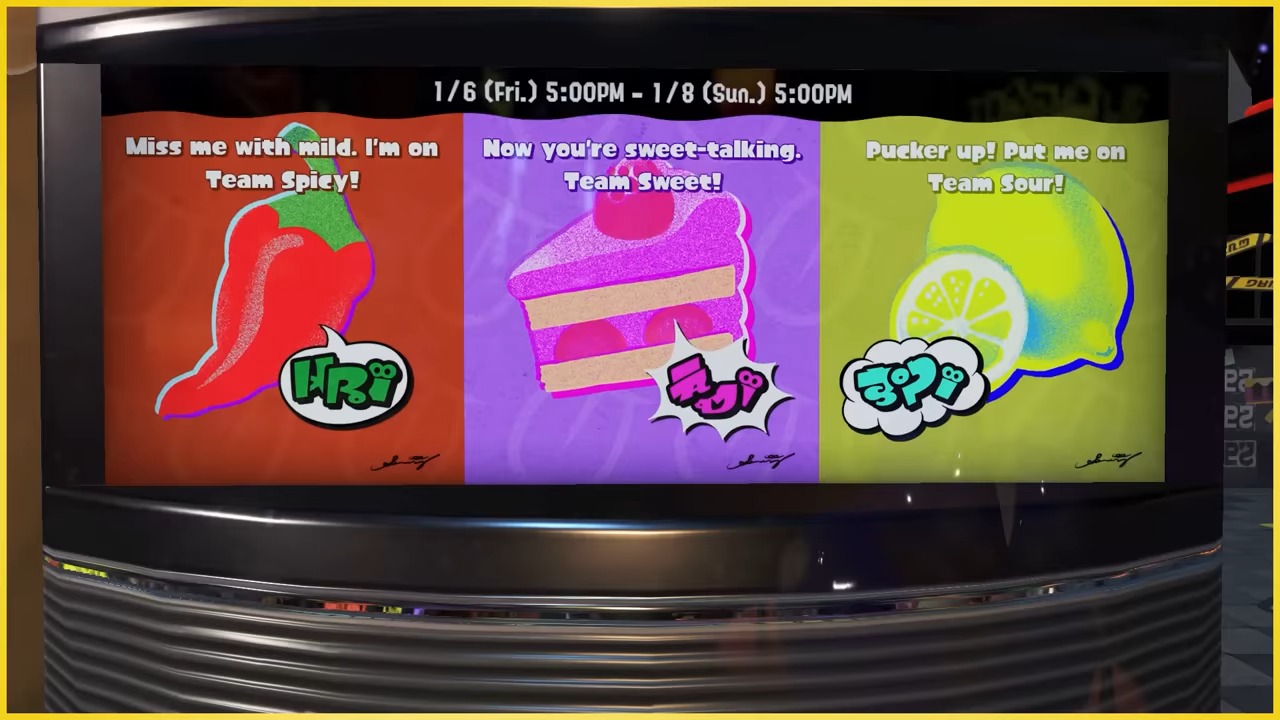 1/6 (Fri.) 5:00PM - 1/8 (Sun.) 5:00PM
Miss me with mild. I'm on
Team Spicy!
Now you're sweet-talking.
Team Sweet!
Pucker up! Put me on
Team Sour!